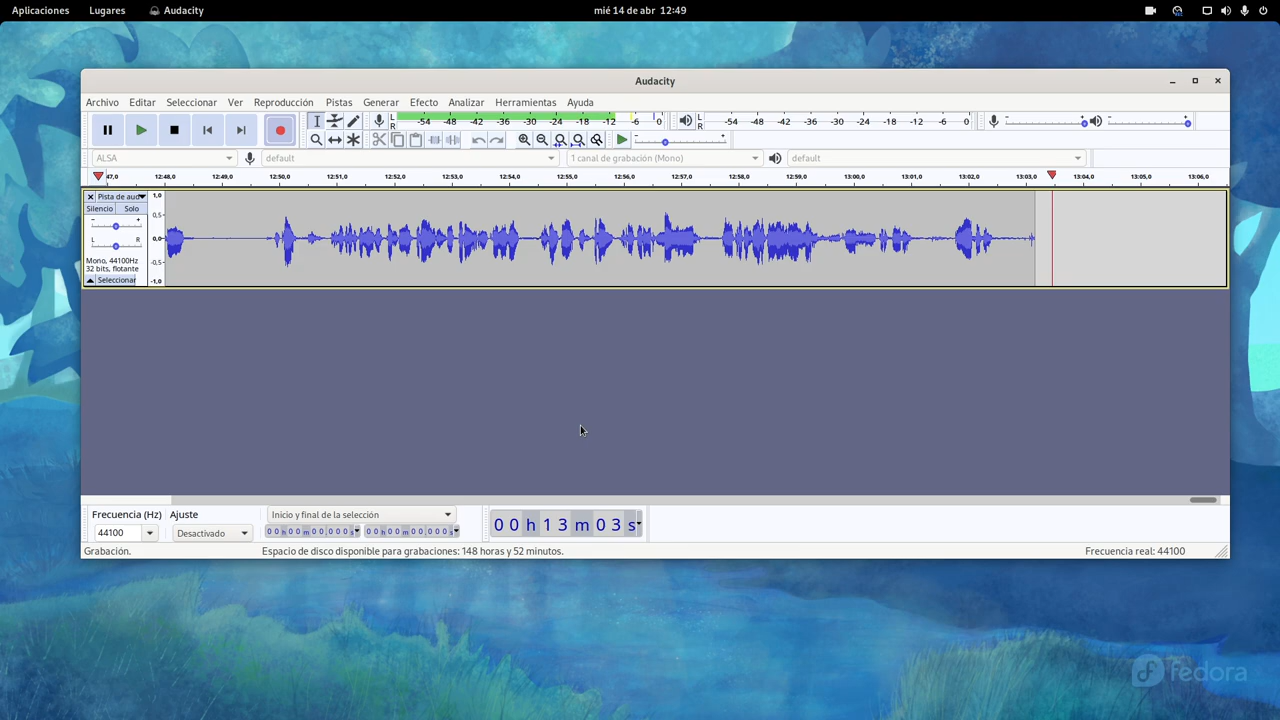 Aplicaciones Lugares Audacity mié 14 de abr 12:49
Audacity
Archivo Editar Seleccionar Ver Reproducción Pistas Generar Efecto Analizar Herramientas Ayuda
L R -54 -48 -42 -36 -30 -24 -18 -12 -6 0 L R -54 -48 -42 -36 -30 -24 -18 -12 -6 0
ALSA default 1 canal de grabación (Mono) default
47,0 12:48,0 12:49,0 12:50,0 12:51,0 12:52,0 12:53,0 12:54,0 12:55,0 12:56,0 12:57,0 12:58,0 12:59,0 13:00,0 13:01,0 13:02,0 13:03,0 13:04,0 13:05,0 13:06,0
Pista de aud 1,0
Silencio Solo
- + 0,5
L R 0,0
Mono, 44100Hz -0,5
32 bits, flotante
Seleccionar -1,0
Frecuencia (Hz) Ajuste Inicio y final de la selección
44100 Desactivado 00h00m00,000s 00h00m00,000s 00h13m03s
Grabación. Espacio de disco disponible para grabaciones: 148 horas y 52 minutos. Frecuencia real: 44100
fedora